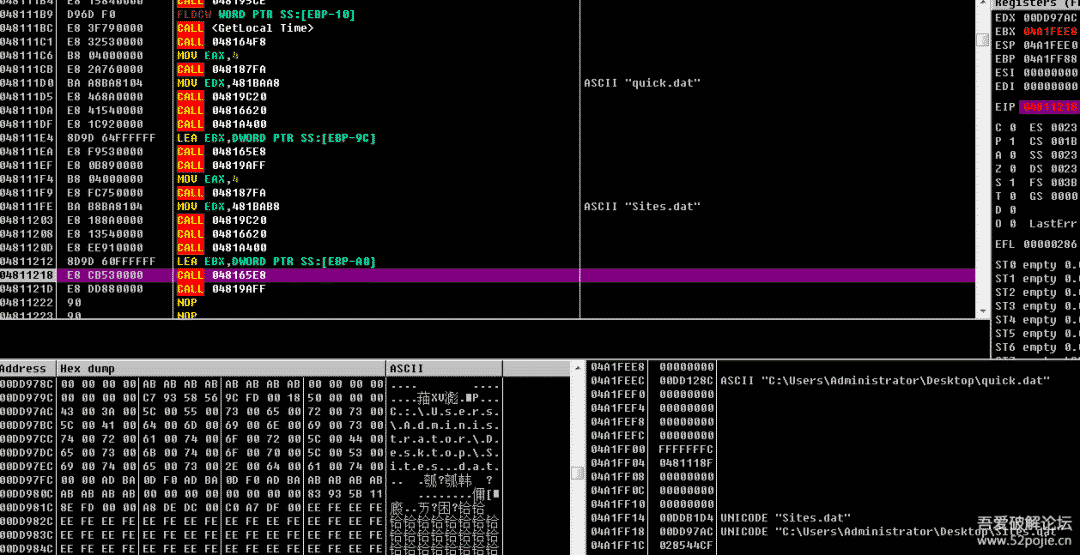 048111B4 E8 15840000 CALL 048195CE
048111B9 D96D F0 FLDCW WORD PTR SS:[EBP-10]
048111BC E8 3F790000 CALL <GetLocal Time>
048111C1 E8 32530000 CALL 048164F8
048111C6 B8 04000000 MOV EAX,4
048111CB E8 2A760000 CALL 048187FA
048111D0 BA A8BA8104 MOV EDX,481BAA8 ASCII "quick.dat"
048111D5 E8 468A0000 CALL 04819C20
048111DA E8 41540000 CALL 04816620
048111DF E8 1C920000 CALL 0481A400
048111E4 8D9D 64FFFFFF LEA EBX,DWORD PTR SS:[EBP-9C]
048111EA E8 F9530000 CALL 048165E8
048111EF E8 0B890000 CALL 04819AFF
048111F4 B8 04000000 MOV EAX,4
048111F9 E8 FC750000 CALL 048187FA
048111FE BA B8BA8104 MOV EDX,481BAB8 ASCII "Sites.dat"
04811203 E8 188A0000 CALL 04819C20
04811208 E8 13540000 CALL 04816620
0481120D E8 EE910000 CALL 0481A400
04811212 8D9D 60FFFFFF LEA EBX,DWORD PTR SS:[EBP-A0]
04811218 E8 CB530000 CALL 048165E8
0481121D E8 DD880000 CALL 04819AFF
04811222 90 NOP
04811223 90 NOP
Registers (F
EDX 00DD97AC
EBX 04A1FEE8
ESP 04A1FEE0
EBP 04A1FF88
ESI 00000000
EDI 00000000
EIP 04811218
C 0 ES 0023
P 1 CS 001B
A 0 SS 0023
Z 0 DS 0023
S 1 FS 003B
T 0 GS 0000
D 0
O 0 LastErr
EFL 00000286
ST0 empty 0.
ST1 empty 0.
ST2 empty 0.
ST3 empty 0.
ST4 empty 0.
ST5 empty 0.
ST6 empty 0.
Address Hex dump ASCII
00DD978C 00 00 00 00 AB AB AB AB AB AB AB AB 00 00 00 00 .... ....
00DD979C 00 00 00 00 C7 93 58 56 9C FD 00 18 50 00 00 00
00DD97AC 43 00 3A 00 5C 00 55 00 73 00 65 00 72 00 73 00 C.:.\.U.s.e.r.s.
00DD97BC 5C 00 41 00 64 00 6D 00 69 00 6E 00 69 00 73 00 \.A.d.m.i.n.i.s.
00DD97CC 74 00 72 00 61 00 74 00 6F 00 72 00 5C 00 44 00 t.r.a.t.o.r.\.D.
00DD97DC 65 00 73 00 6B 00 74 00 6F 00 70 00 5C 00 53 00 e.s.k.t.o.p.\.S.
00DD97EC 69 00 74 00 65 00 73 00 2E 00 64 00 61 00 74 00 i.t.e.s...d.a.t.
00DD97FC 00 00 AD BA 0D F0 AD BA 0D F0 AD BA AB AB AB AB
00DD980C AB AB AB AB 00 00 00 00 00 00 00 00 83 93 5B 11
00DD981C 8E FD 00 00 A8 DE DC 00 C0 A7 DF 00 EE FE EE FE
00DD982C EE FE EE FE EE FE EE FE EE FE EE FE EE FE EE FE 铪铪铪铪铪铪铪铪
00DD983C EE FE EE FE EE FE EE FE EE FE EE FE EE FE EE FE 铪铪铪铪铪铪铪铪
00DD984C EE FE EE FE EE FE EE FE EE FE EE FE EE FE EE FE 铪铪铪铪铪铪铪铪
04A1FEE8 00000000
04A1FEEC 00DD128C ASCII "C:\Users\Administrator\Desktop\quick.dat"
04A1FEF0 00000000
04A1FEF4 00000000
04A1FEF8 00000000
04A1FEFC 00000000
04A1FF00 FFFFFFFC
04A1FF04 0481118F
04A1FF08 00000000
04A1FF0C 00000000
04A1FF10 00000000
04A1FF14 00DDB1D4 UNICODE "Sites.dat"
04A1FF18 00DD97AC UNICODE "C:\Users\Administrator\Desktop\Sites.dat"
04A1FF1C 028544CF
吾爱破解论坛
www.52pojie.cn